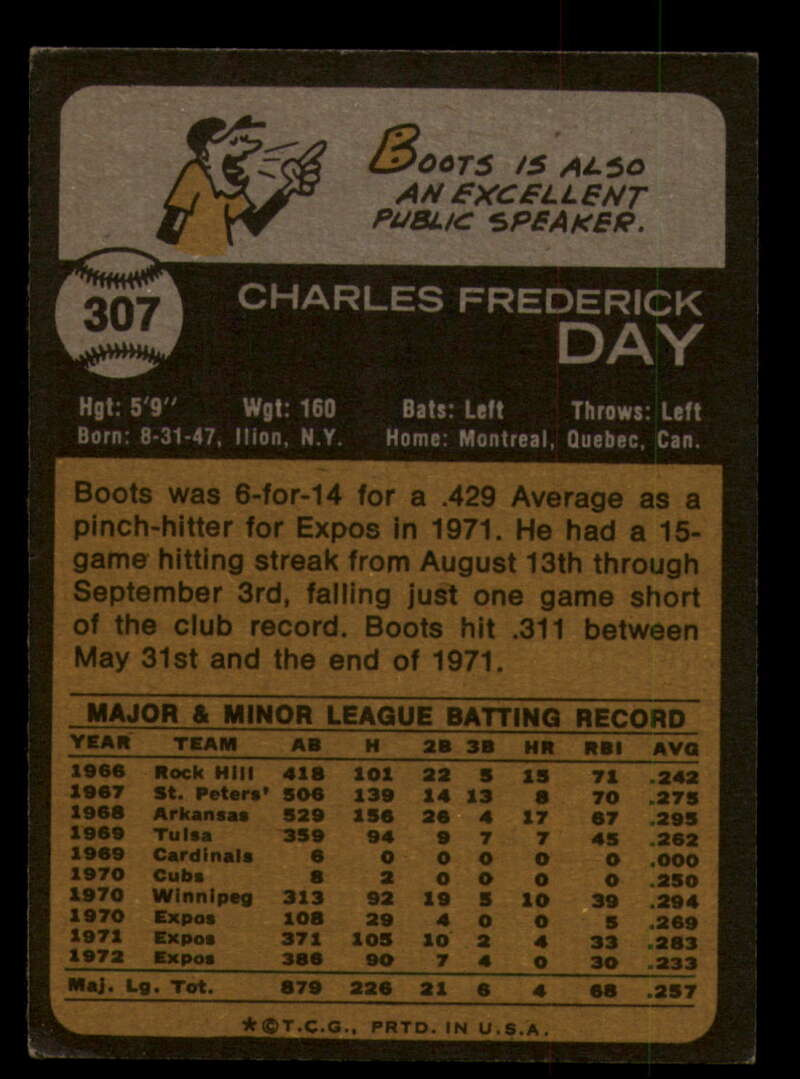 BOOTS IS ALSO
AN EXCELLENT
PUBLIC SPEAKER.
307
CHARLES FREDERICK
DAY
Hgt: 5'9" Wgt: 160 Bats: Left Throws: Left
Born: 8-31-47, Ilion, N.Y. Home: Montreal, Quebec, Can.
Boots was 6-for-14 for a .429 Average as a
pinch-hitter for Expos in 1971. He had a 15-
game hitting streak from August 13th through
September 3rd, falling just one game short
of the club record. Boots hit .311 between
May 31st and the end of 1971.
MAJOR & MINOR LEAGUE BATTING RECORD
YEAR TEAM AB H 2B 3B HR RBI AVG
1966 Rock Hill 418 101 22 5 15 71 .242
1967 St. Peters' 506 139 14 13 8 70 .275
1968 Arkansas 529 156 26 4 17 67 .295
1969 Tulsa 359 94 9 7 7 45 .262
1969 Cardinals 6 0 0 0 0 0 .000
1970 Cubs 8 2 0 0 0 0 .250
1970 Winnipeg 313 92 19 5 10 39 .294
1970 Expos 108 29 4 0 0 5 .269
1971 Expos 371 105 10 2 4 33 .283
1972 Expos 386 90 7 4 0 30 .233
Maj. Lg. Tot. 879 226 21 6 4 68 .257
*©T.C.G., PRTD. IN U.S.A.